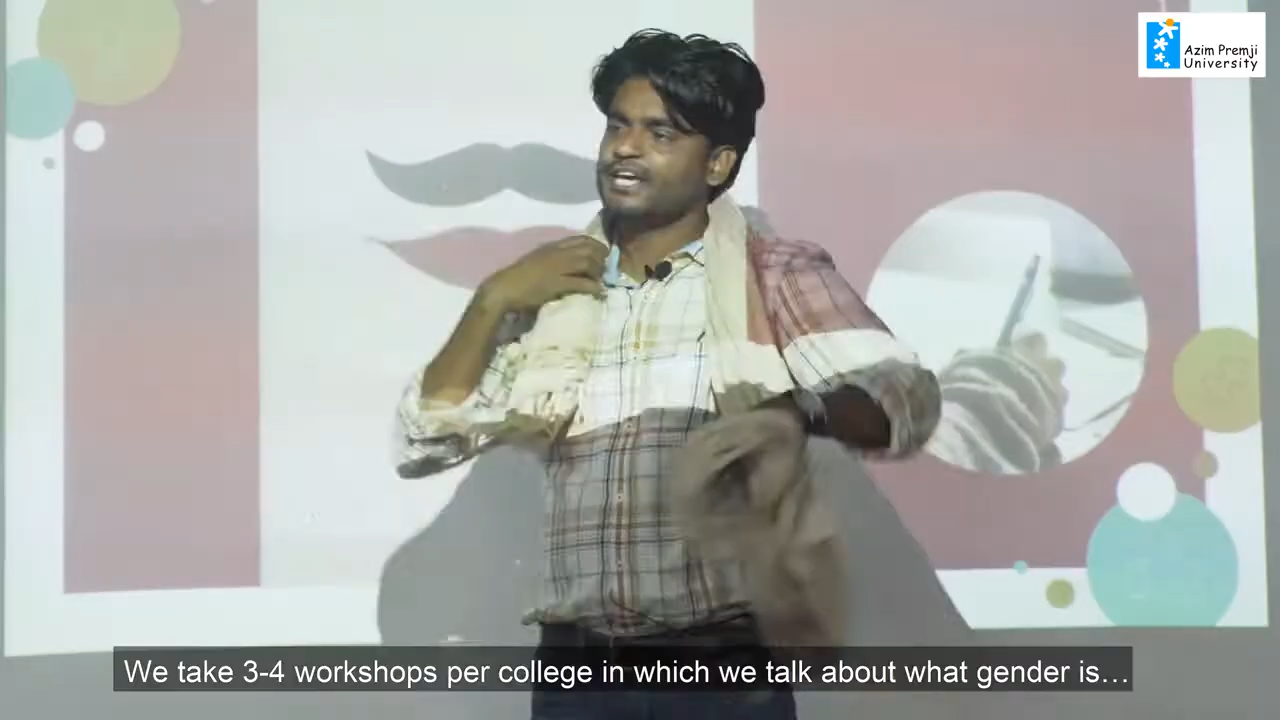 Azim Premji
University
We take 3-4 workshops per college in which we talk about what gender is…